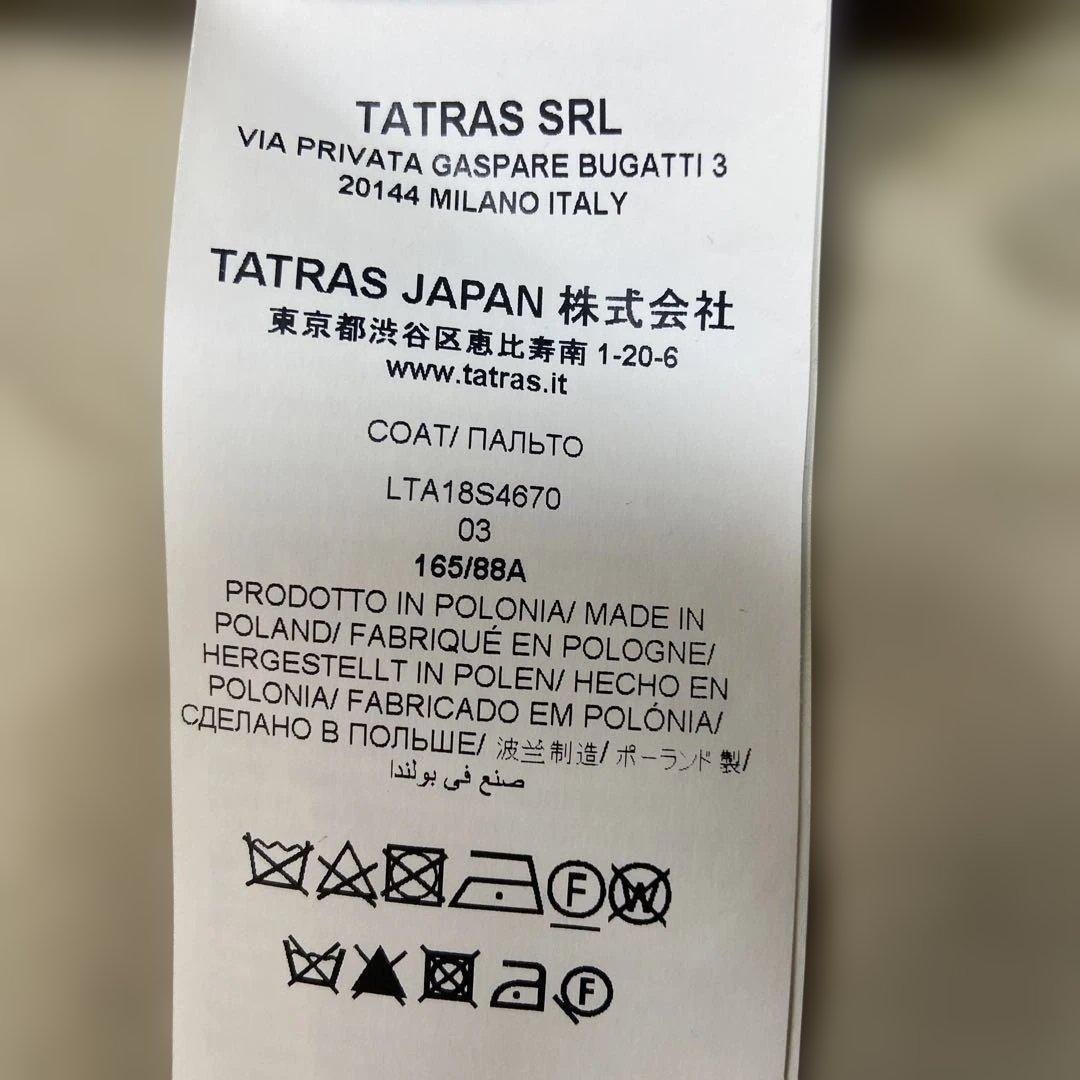 TATRAS SRL
VIA PRIVATA GASPARE BUGATTI 3
20144 MILANO ITALY
TATRAS JAPAN 株式会社
東京都渋谷区恵比寿南 1-20-6
www.tatras.it
COAT/ ПАЛЬТО
LTA18S4670
03
165/88A
PRODOTTO IN POLONIA/ MADE IN
POLAND/ FABRIQUÉ EN POLOGNE/
HERGESTELLT IN POLEN/ HECHO EN
POLONIA/ FABRICADO EM POLÓNIA/
СДЕЛАНО В ПОЛЬШЕ/ 波兰制造/ ポーランド製/
صنع في بولندا
F W
F